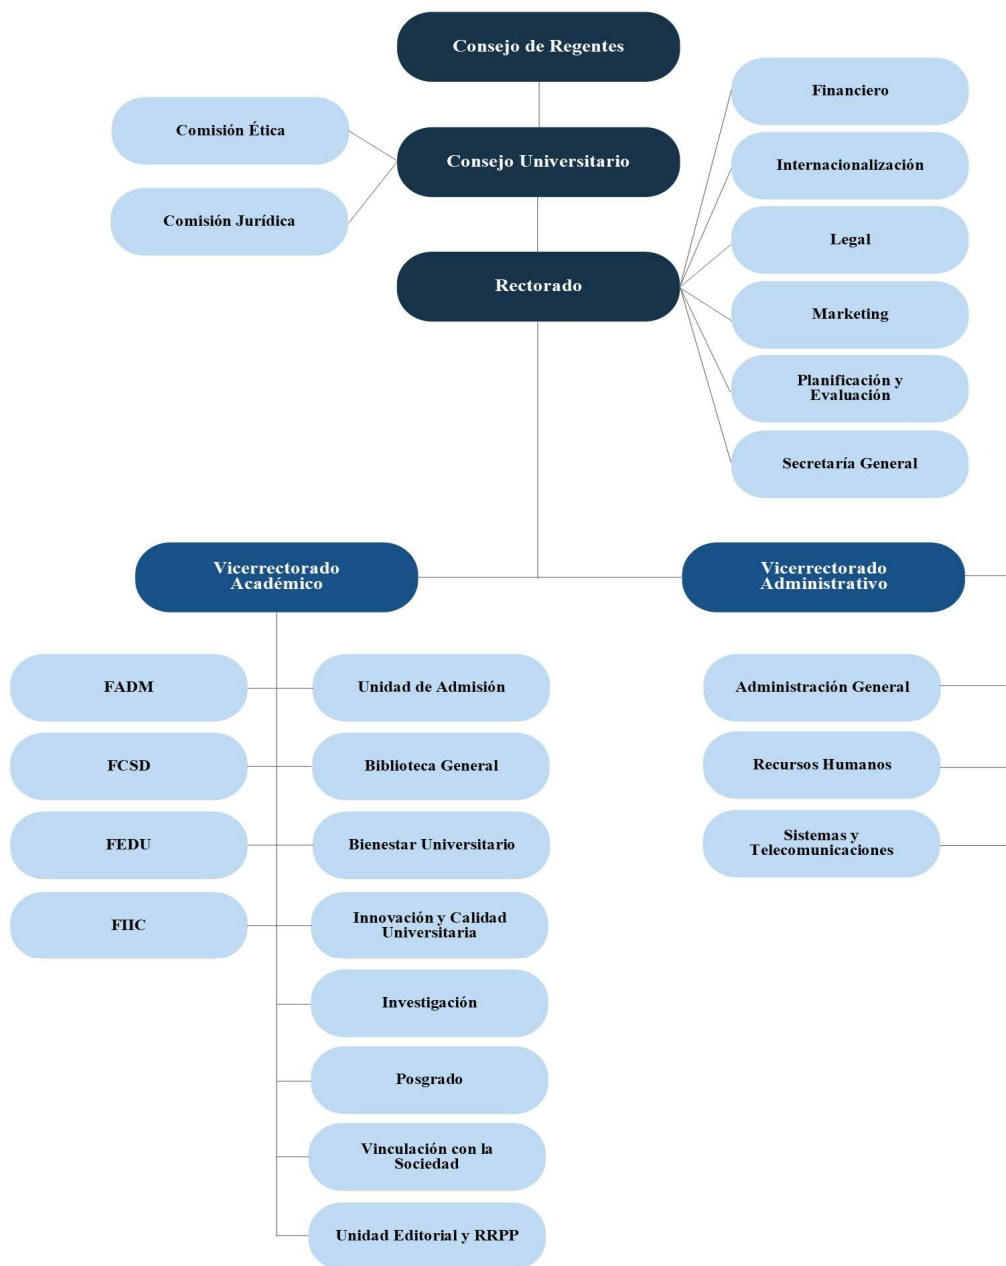 Consejo de Regentes
Consejo Universitario
Rectorado
Comisión Ética
Comisión Jurídica
Financiero
Internacionalización
Legal
Marketing
Planificación y
Evaluación
Secretaría General
Vicerrectorado
Académico
Vicerrectorado
Administrativo
FADM
FCSD
FEDU
FIIC
Unidad de Admisión
Biblioteca General
Bienestar Universitario
Innovación y Calidad
Universitaria
Investigación
Posgrado
Vinculación con la
Sociedad
Unidad Editorial y RRPP
Administración General
Recursos Humanos
Sistemas y
Telecomunicaciones